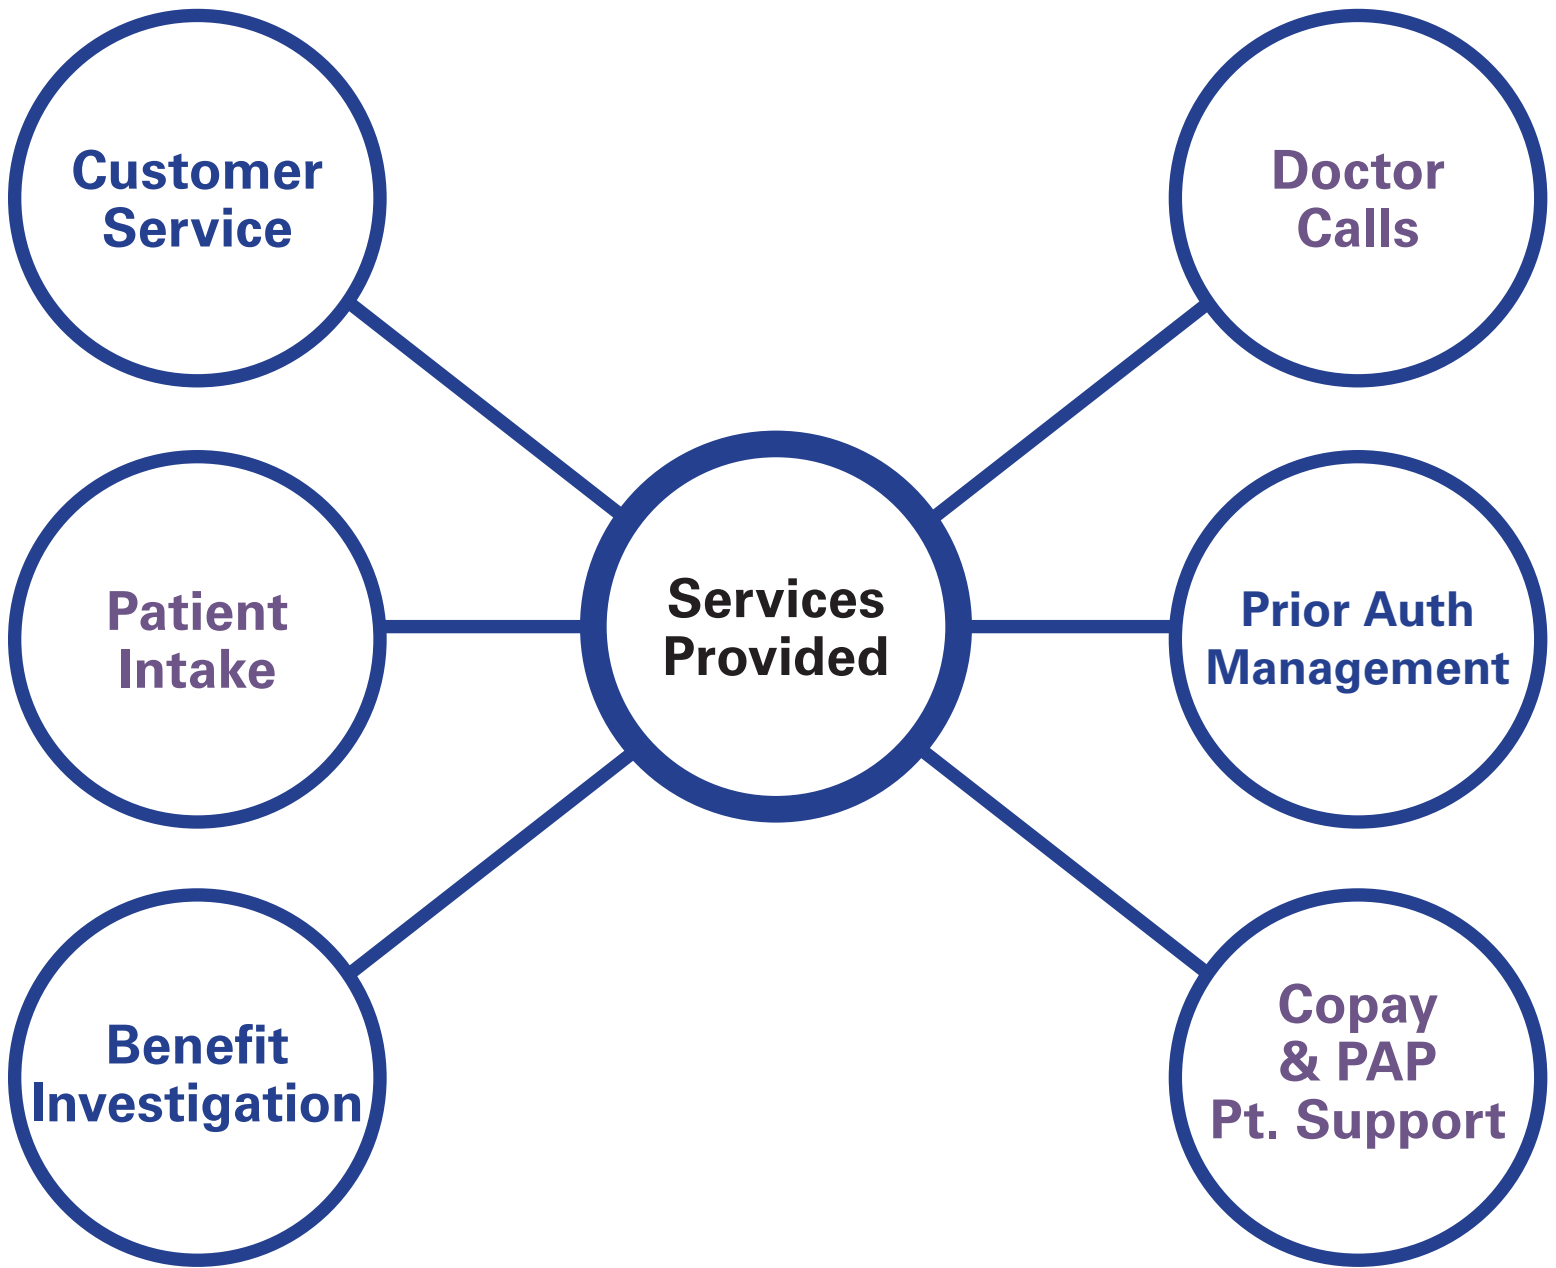 Customer
Service
Doctor
Calls
Patient
Intake
Services
Provided
Prior Auth
Management
Benefit
Investigation
Copay
& PAP
Pt. Support